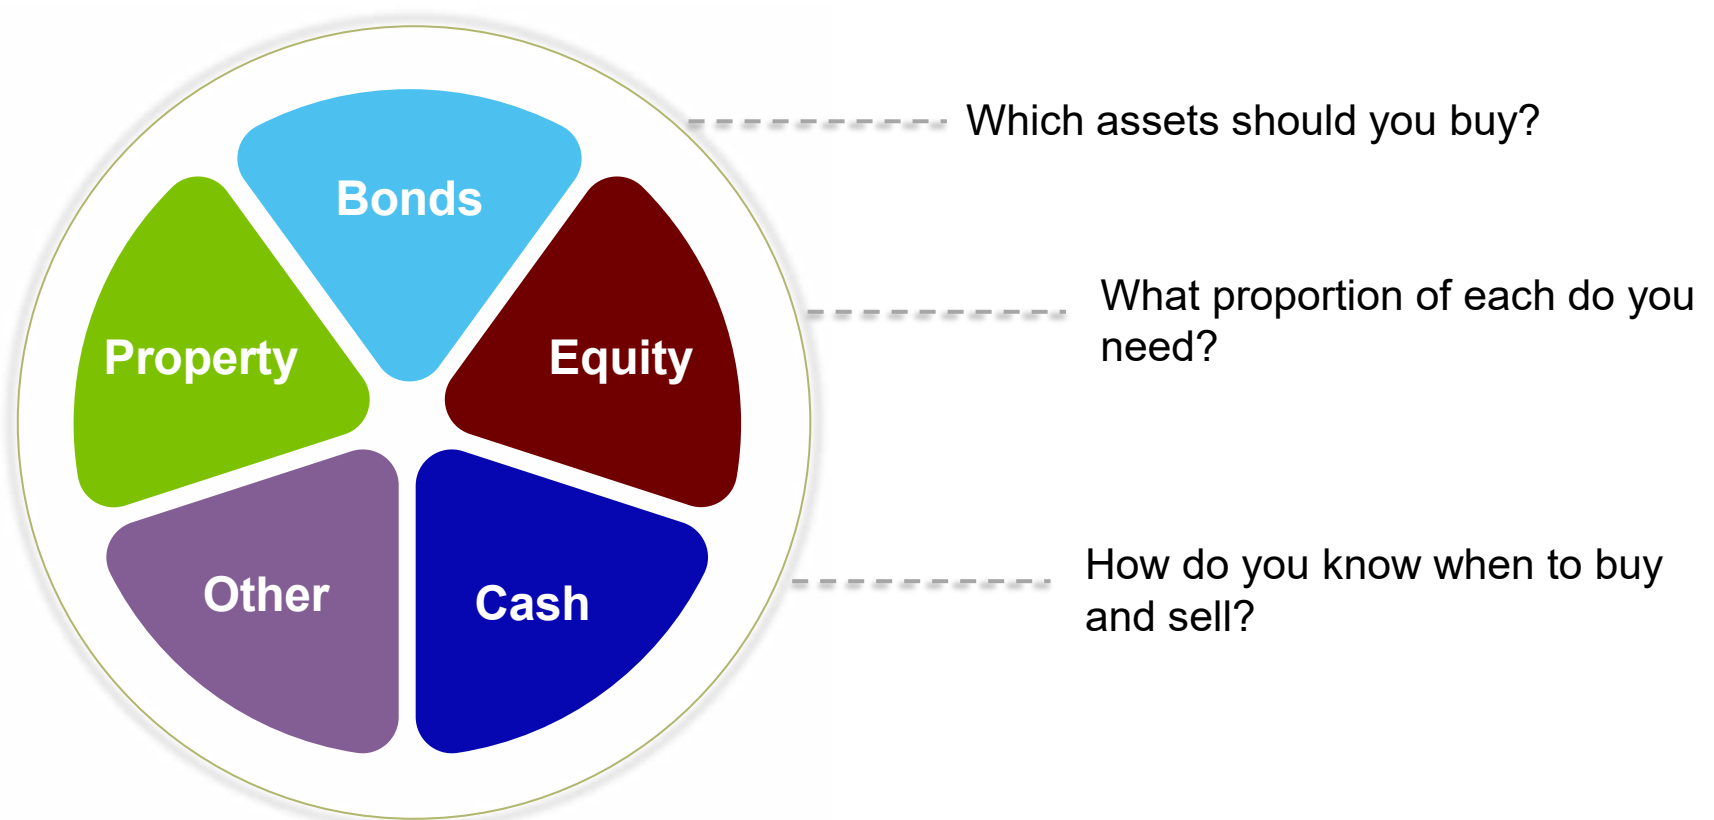 Bonds
Property
Equity
Other
Cash
Which assets should you buy?
What proportion of each do you
need?
How do you know when to buy
and sell?